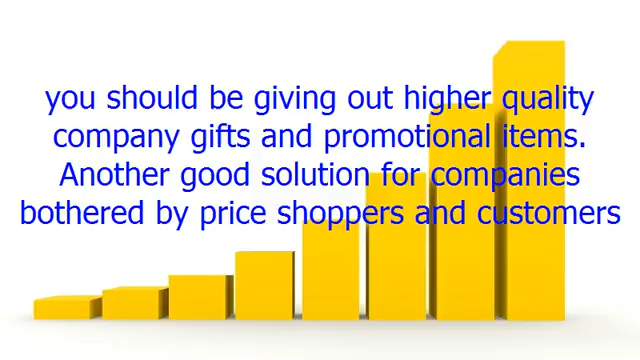 you should be giving out higher quality
company gifts and promotional items.
Another good solution for companies
bothered by price shoppers and customers